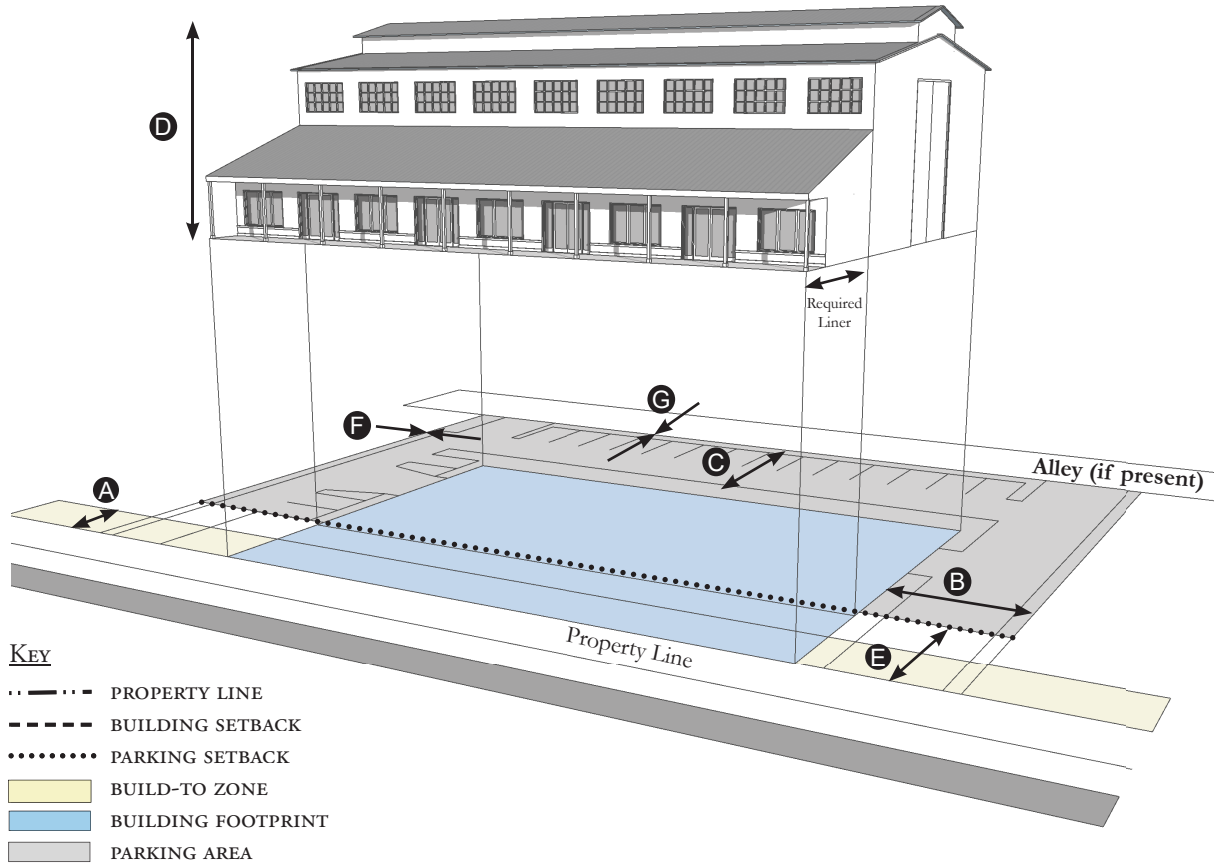 D
Required
Liner
G
F
C
Alley (if present)
A
B
Property Line
E
KEY
PROPERTY LINE
BUILDING SETBACK
PARKING SETBACK
BUILD-TO ZONE
BUILDING FOOTPRINT
PARKING AREA